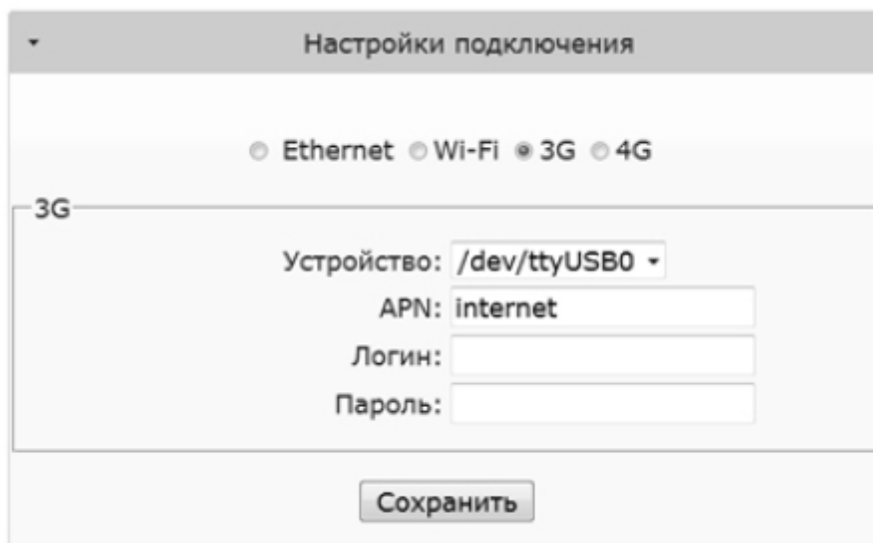 Настройки подключения
Ethernet Wi-Fi 3G 4G
3G
Устройство: /dev/ttyUSB0
APN: internet
Логин:
Пароль:
Сохранить